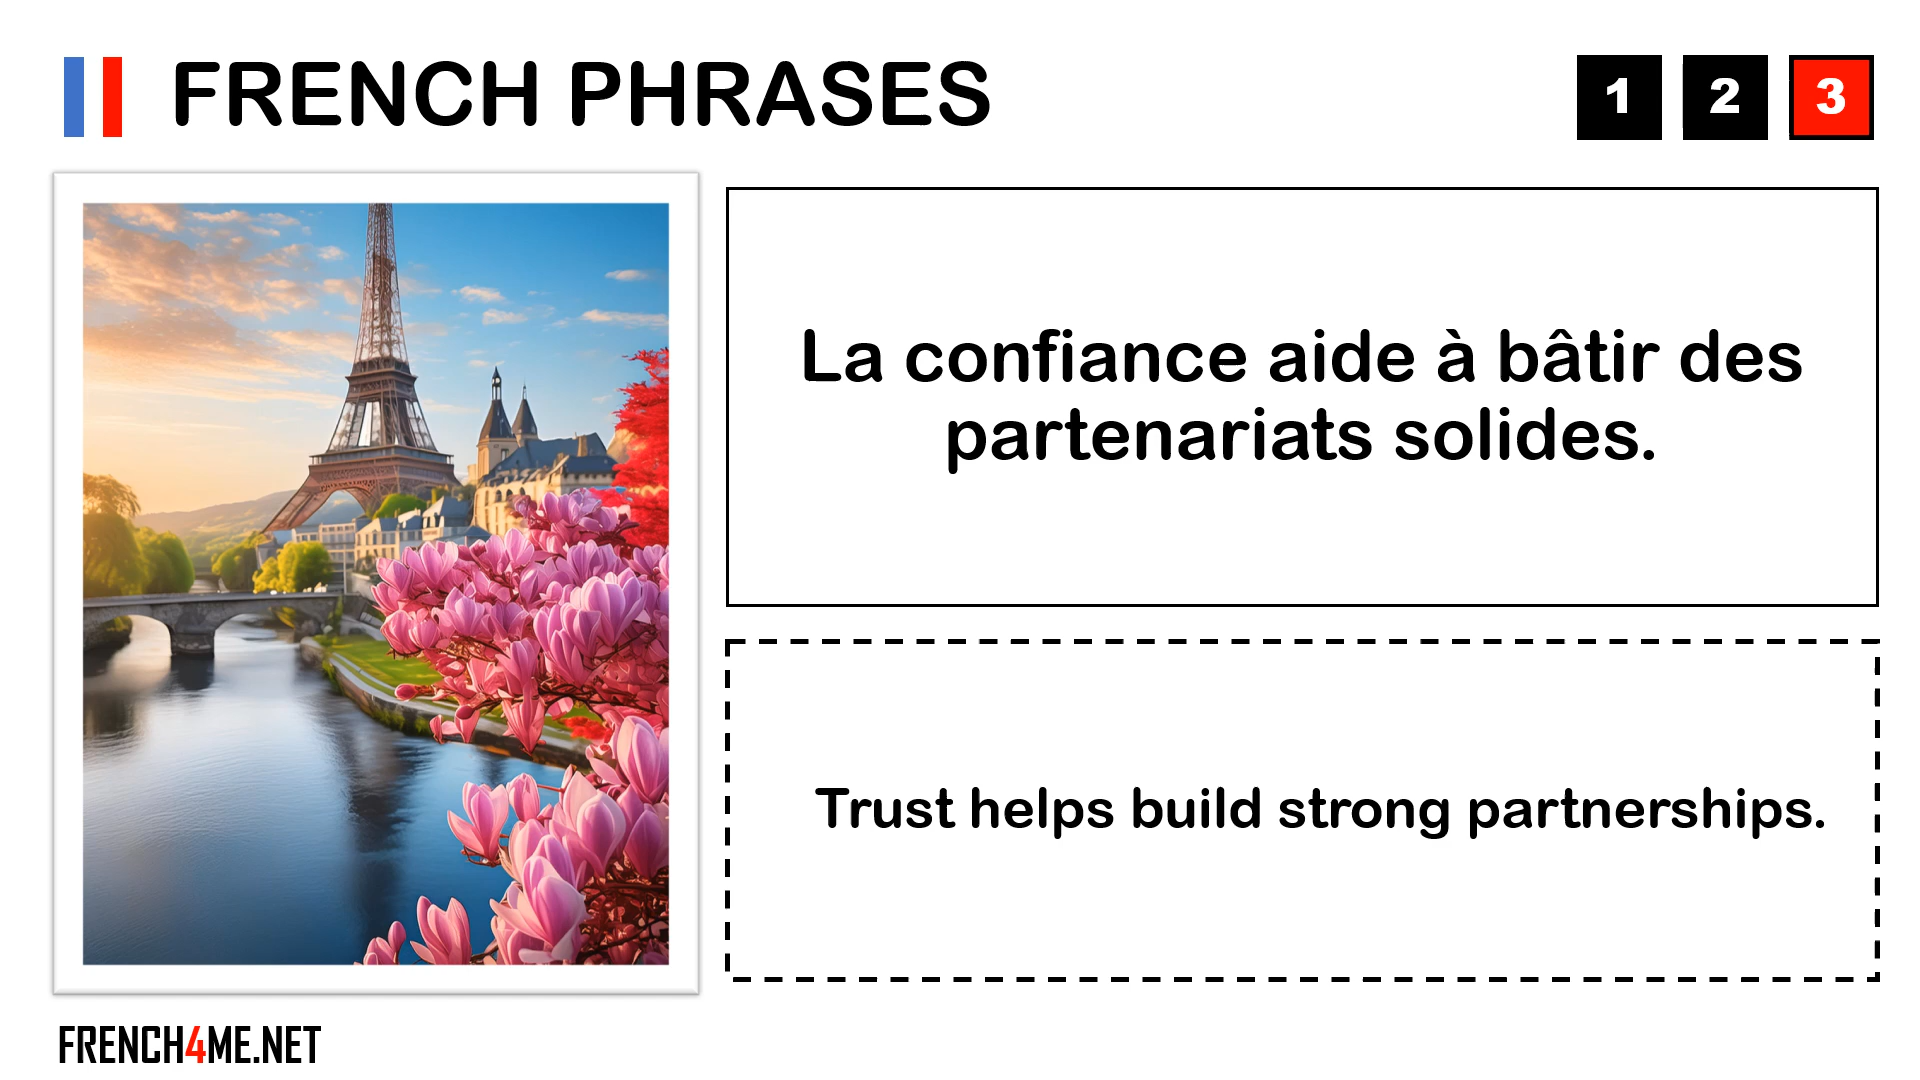 FRENCH PHRASES
1 2 3
La confiance aide à bâtir des
partenariats solides.
Trust helps build strong partnerships.
FRENCH4ME.NET